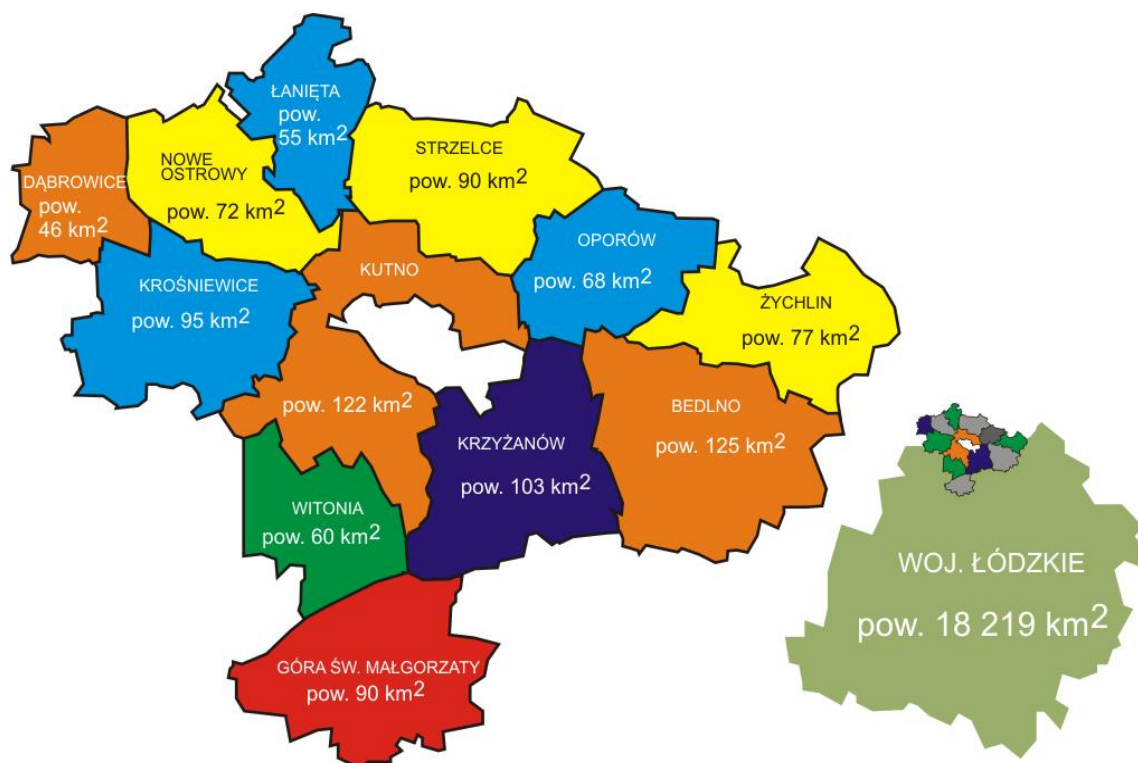 ŁANIĘTA
pow.
55 km²
STRZELCE
pow. 90 km²
NOWE
OSTROWY
pow. 72 km²
DĄBROWICE
pow.
46 km²
OPORÓW
pow. 68 km²
KUTNO
KROŚNIEWICE
pow. 95 km²
ŻYCHLIN
pow. 77 km²
pow. 122 km²
BEDLNO
pow. 125 km²
KRZYŻANÓW
pow. 103 km²
WITONIA
pow. 60 km²
WOJ. ŁÓDZKIE
pow. 18 219 km²
GÓRA ŚW. MAŁGORZATY
pow. 90 km²